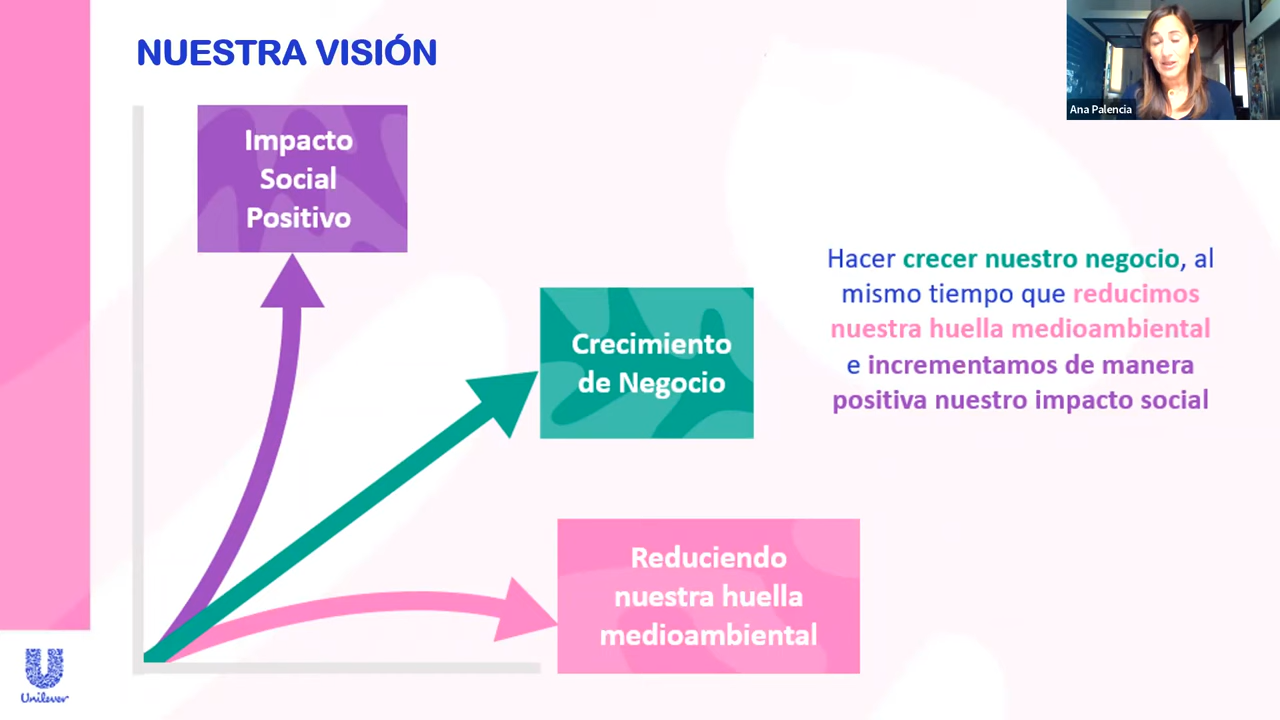 NUESTRA VISIÓN
Ana Palencia
Impacto
Social
Positivo
Crecimiento
de Negocio
Hacer crecer nuestro negocio, al
mismo tiempo que reducimos
nuestra huella medioambiental
e incrementamos de manera
positiva nuestro impacto social
Reduciendo
nuestra huella
medioambiental
Unilever